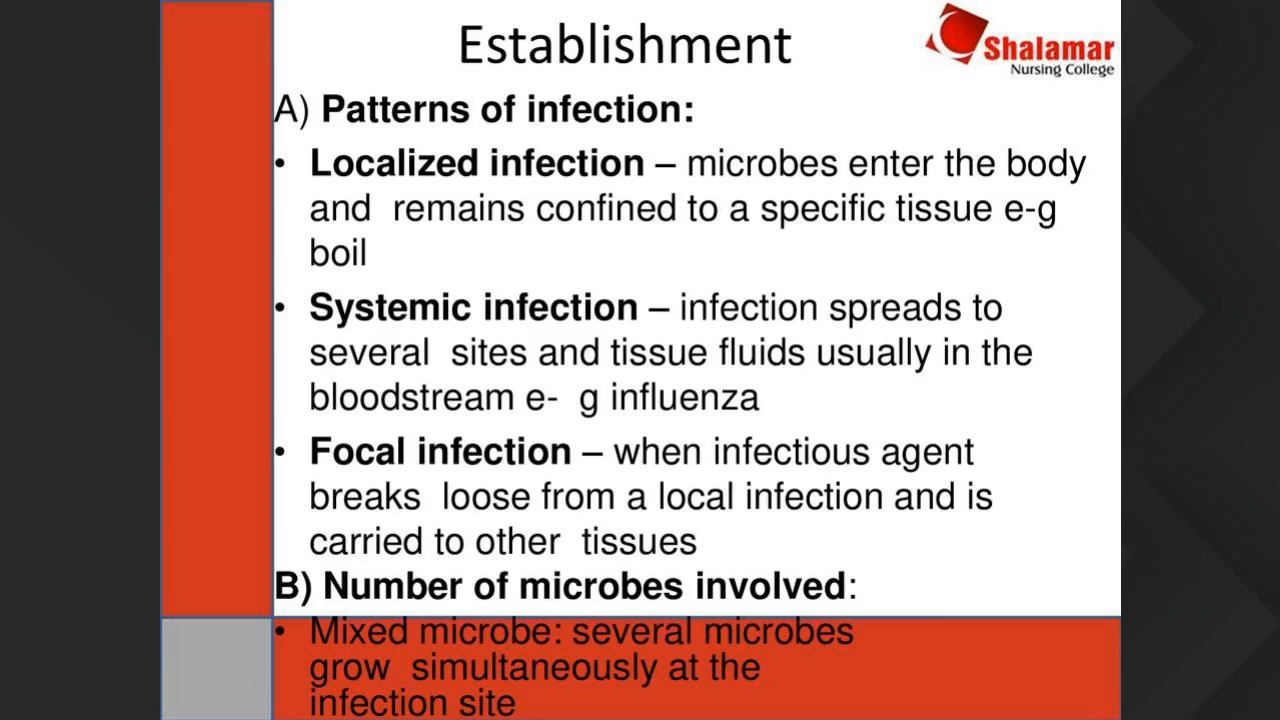 Establishment
Shalamar
Nursing College
A) Patterns of infection:
• Localized infection – microbes enter the body
and remains confined to a specific tissue e-g
boil
• Systemic infection – infection spreads to
several sites and tissue fluids usually in the
bloodstream e- g influenza
• Focal infection – when infectious agent
breaks loose from a local infection and is
carried to other tissues
B) Number of microbes involved:
• Mixed microbe: several microbes
grow simultaneously at the
infection site